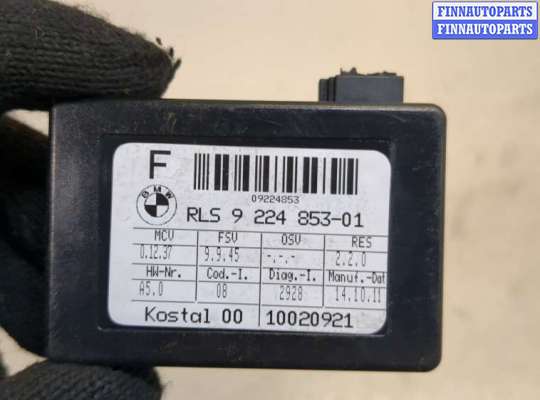 FINNAUTOPARTS
FINNAUTOPARTS
F
09224853
BMW
RLS 9 224 853-01
MCV FSV OSV RES
0.12.37 9.9.45 -.-.- 2.2.0
HW-Nr. Cod.-I. Diag.-I. Manuf.-Dat
A5.0 08 2928 14.10.11
Kostal 00 10020921